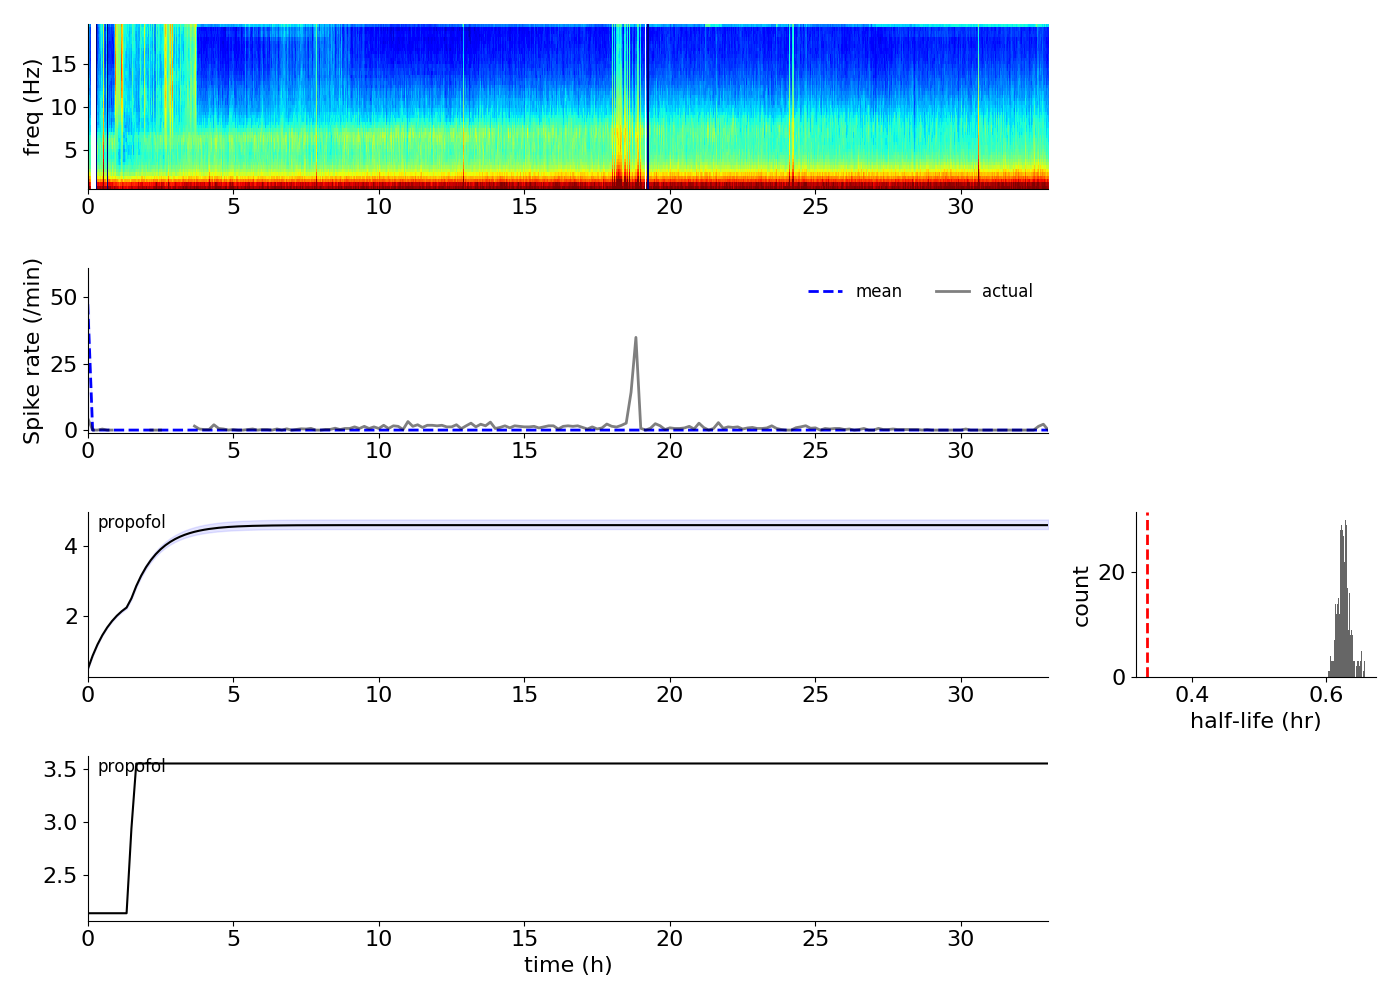 freq (Hz)
15
10
5
0 5 10 15 20 25 30
Spike rate (/min)
50
25
0
mean actual
0 5 10 15 20 25 30
propofol
4
2
0 5 10 15 20 25 30
count
20
0
0.4 0.6
half-life (hr)
propofol
3.5
3.0
2.5
0 5 10 15 20 25 30
time (h)